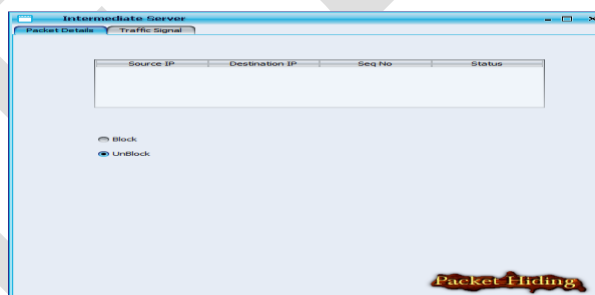 Intermediate Server
Packet Details Traffic Signal
Source IP Destination IP Seq No Status
Block
UnBlock
Packet Hiding